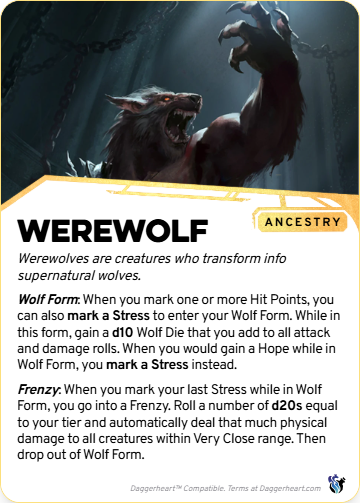 WEREWOLF
ANCESTRY
Werewolves are creatures who transform into
supernatural wolves.
Wolf Form: When you mark one or more Hit Points, you
can also mark a Stress to enter your Wolf Form. While in
this form, gain a d10 Wolf Die that you add to all attack
and damage rolls. When you would gain a Hope while in
Wolf Form, you mark a Stress instead.
Frenzy: When you mark your last Stress while in Wolf
Form, you go into a Frenzy. Roll a number of d20s equal
to your tier and automatically deal that much physical
damage to all creatures within Very Close range. Then
drop out of Wolf Form.
Daggerheart™ Compatible. Terms at Daggerheart.com